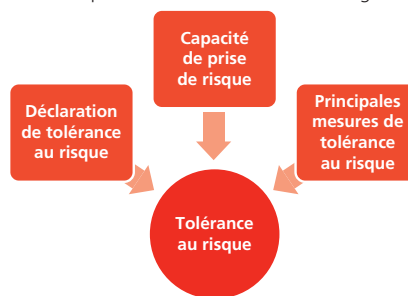 Capacité
de prise
de risque
Déclaration
de tolérance
au risque
Principales
mesures de
tolérance
au risque
Tolérance
au risque